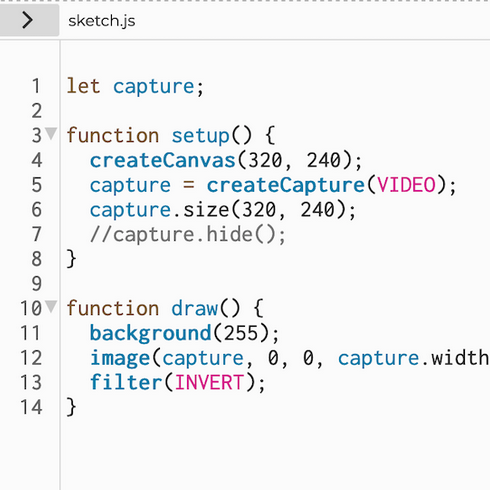 sketch.js
1 let capture;
2
3 function setup() {
4   createCanvas(320, 240);
5   capture = createCapture(VIDEO);
6   capture.size(320, 240);
7   //capture.hide();
8 }
9
10 function draw() {
11   background(255);
12   image(capture, 0, 0, capture.width
13   filter(INVERT);
14 }